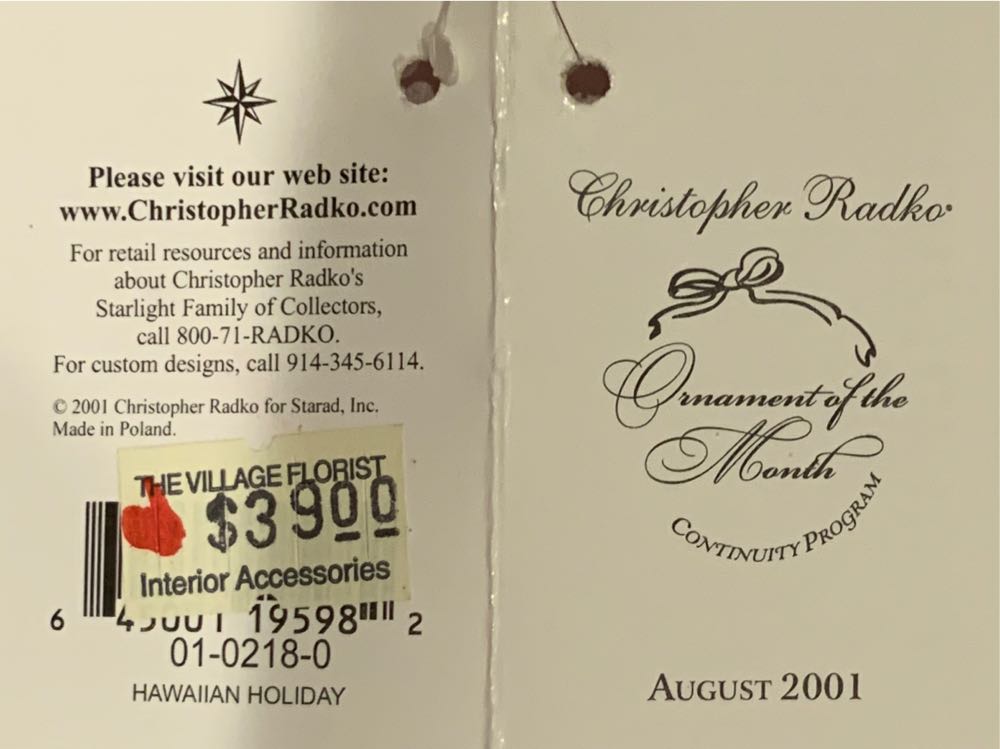 Please visit our web site:
www.ChristopherRadko.com
For retail resources and information
about Christopher Radko's
Starlight Family of Collectors,
call 800-71-RADKO.
For custom designs, call 914-345-6114.
© 2001 Christopher Radko for Starad, Inc.
Made in Poland.
THE VILLAGE FLORIST
$3900
Interior Accessories
6 19598 2
01-0218-0
HAWAIIAN HOLIDAY
Christopher Radko
Ornament of the
Month
CONTINUITY PROGRAM
AUGUST 2001